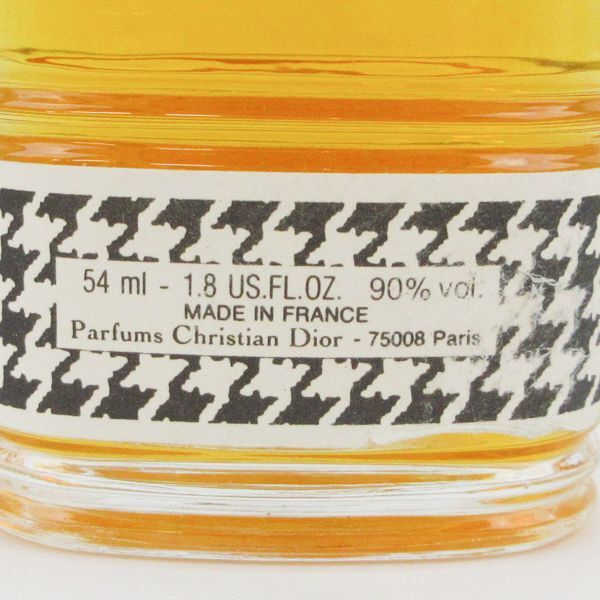 54 ml - 1.8 US.FL.OZ. 90% vol.
MADE IN FRANCE
Parfums Christian Dior - 75008 Paris